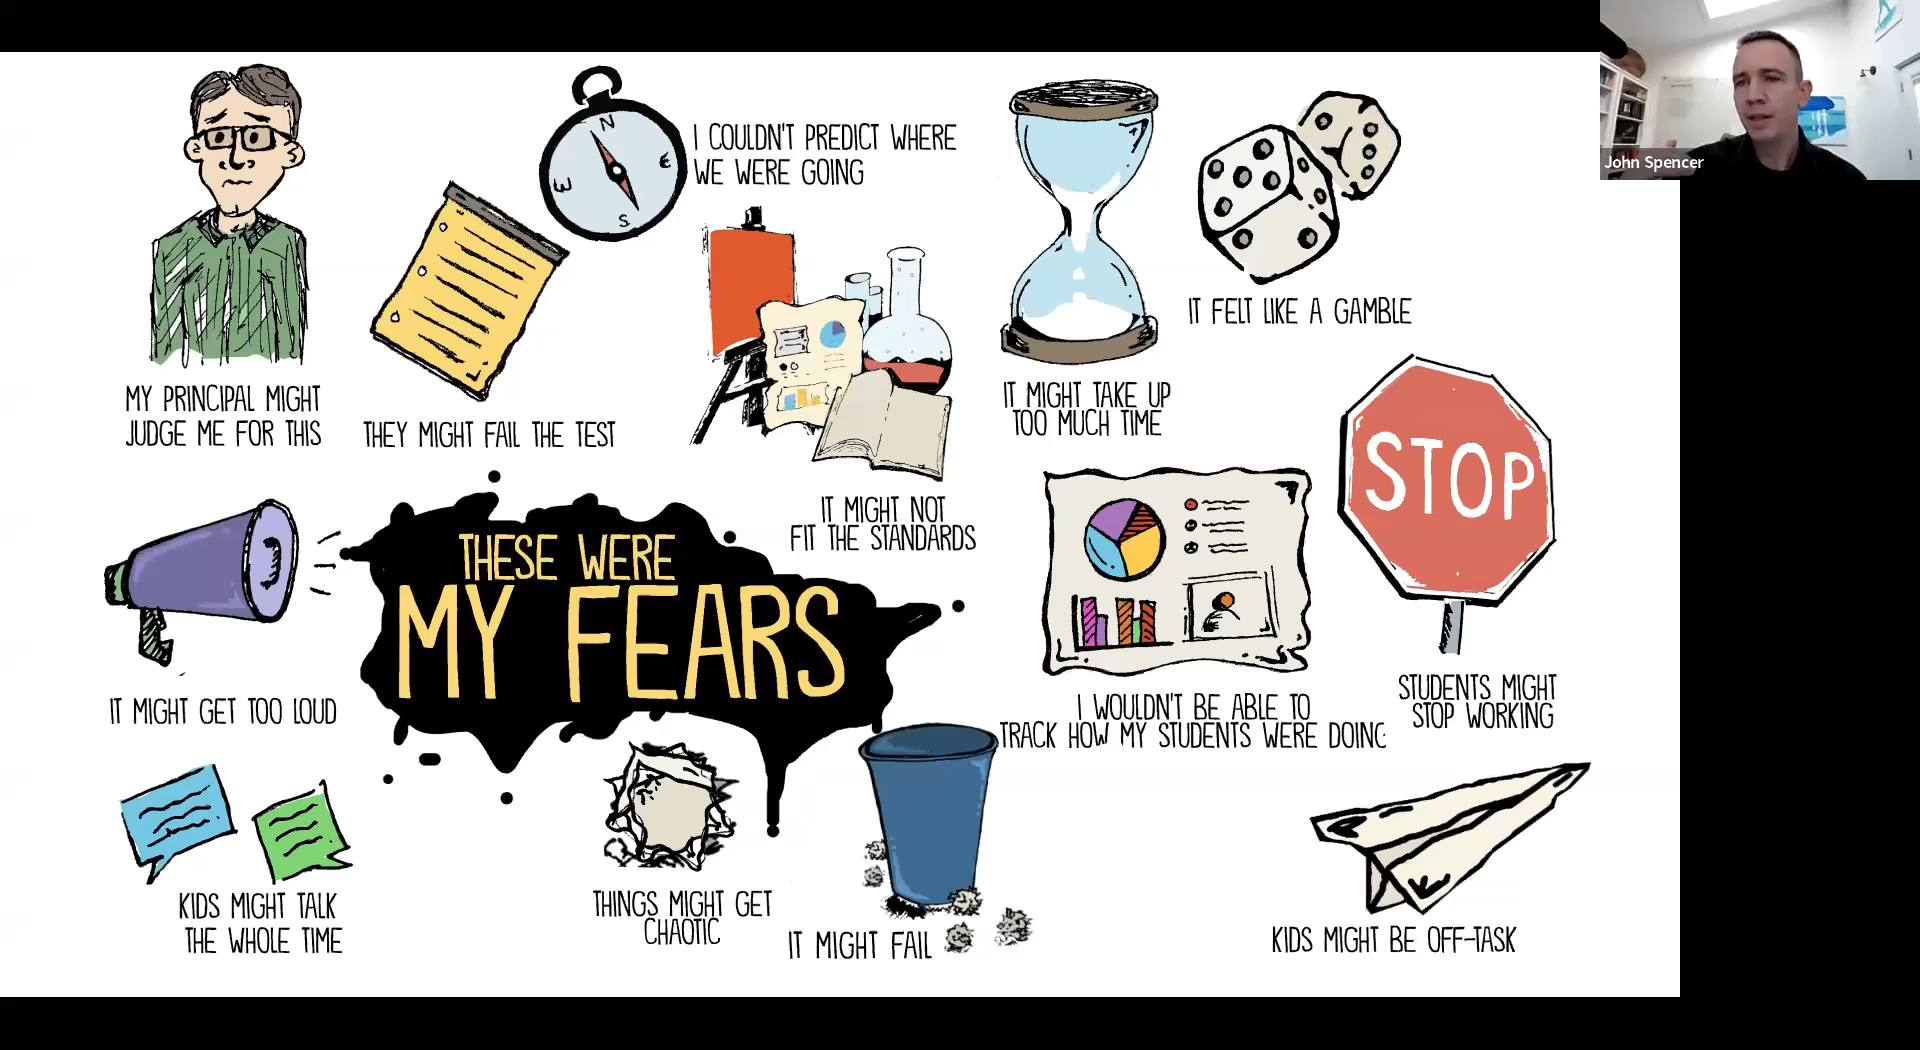 John Spencer
I COULDN'T PREDICT WHERE
WE WERE GOING
N
E
S
IT FELT LIKE A GAMBLE
MY PRINCIPAL MIGHT
JUDGE ME FOR THIS
THEY MIGHT FAIL THE TEST
IT MIGHT TAKE UP
TOO MUCH TIME
STOP
IT MIGHT NOT
FIT THE STANDARDS
THESE WERE
MY FEARS
IT MIGHT GET TOO LOUD
I WOULDN'T BE ABLE TO
TRACK HOW MY STUDENTS WERE DOING
STUDENTS MIGHT
STOP WORKING
KIDS MIGHT TALK
THE WHOLE TIME
THINGS MIGHT GET
CHAOTIC
IT MIGHT FAIL
KIDS MIGHT BE OFF-TASK